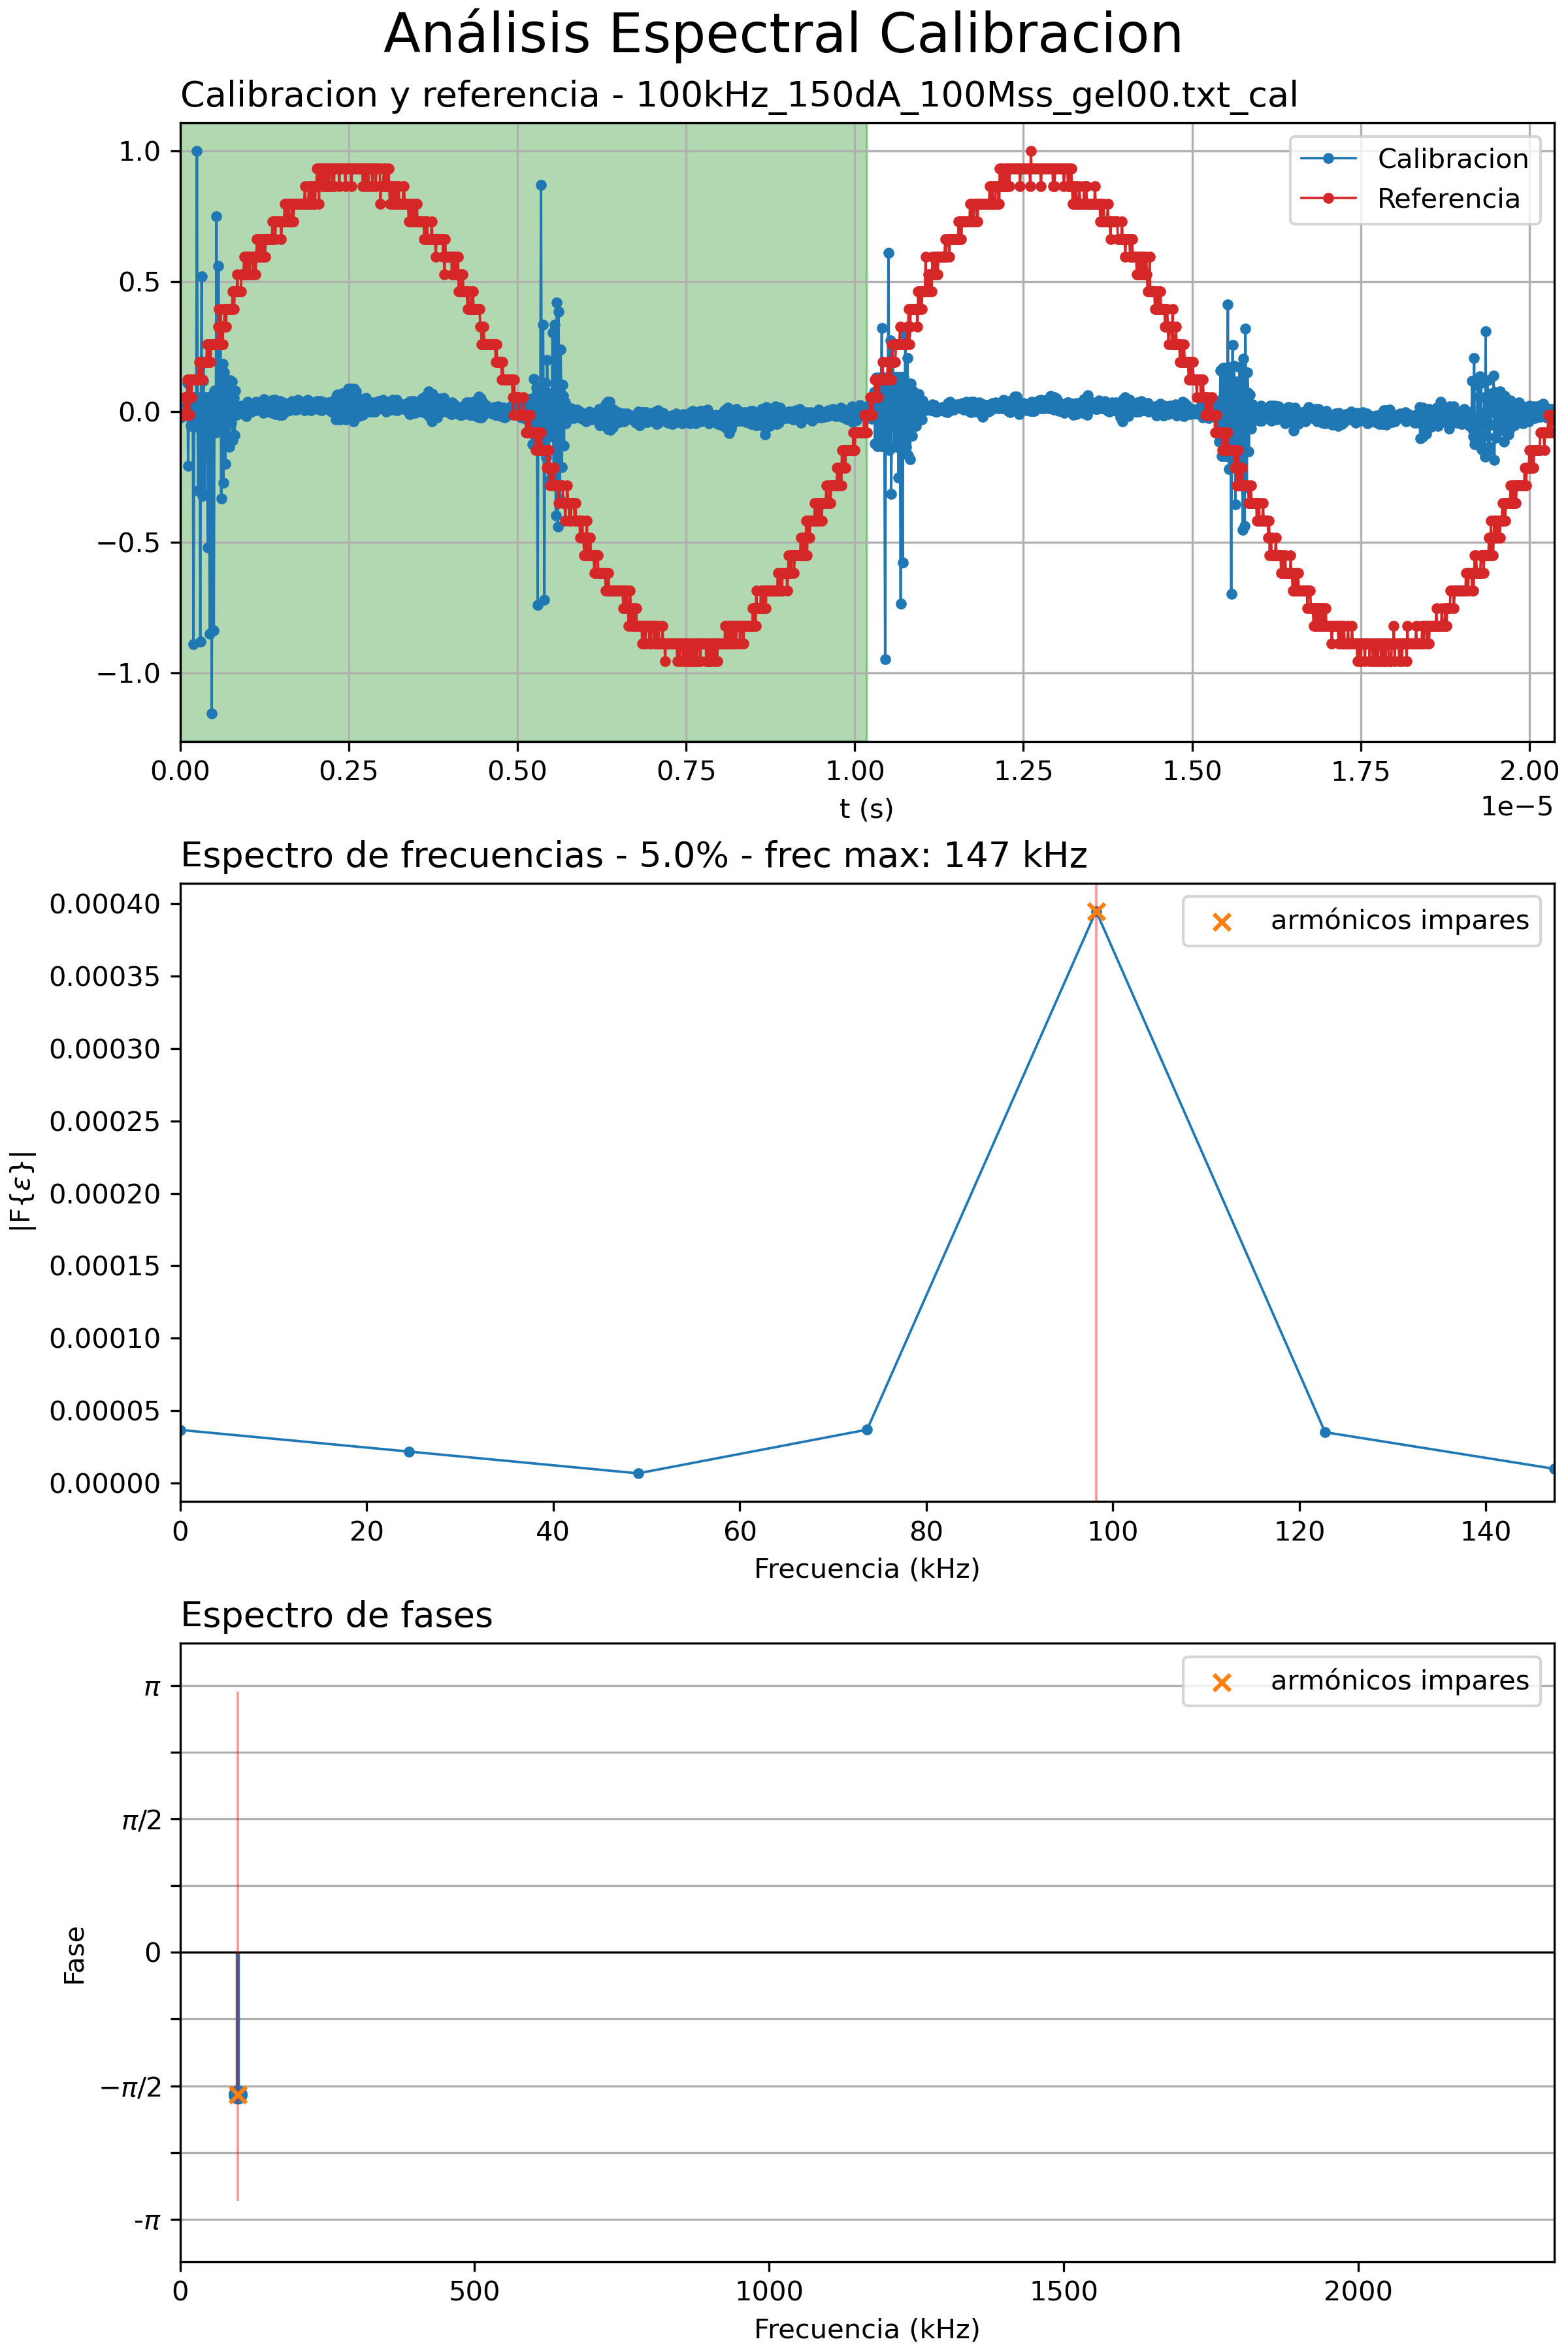 Análisis Espectral Calibracion
Calibracion y referencia - 100kHz_150dA_100Mss_gel00.txt_cal
Calibracion
Referencia
1.0
0.5
0.0
−0.5
−1.0
0.00 0.25 0.50 0.75 1.00 1.25 1.50 1.75 2.00
1e−5
t (s)
Espectro de frecuencias - 5.0% - frec max: 147 kHz
armónicos impares
0.00040
0.00035
0.00030
0.00025
0.00020
0.00015
0.00010
0.00005
0.00000
|F{ε}|
0 20 40 60 80 100 120 140
Frecuencia (kHz)
Espectro de fases
armónicos impares
π
π/2
0
−π/2
-π
Fase
0 500 1000 1500 2000
Frecuencia (kHz)